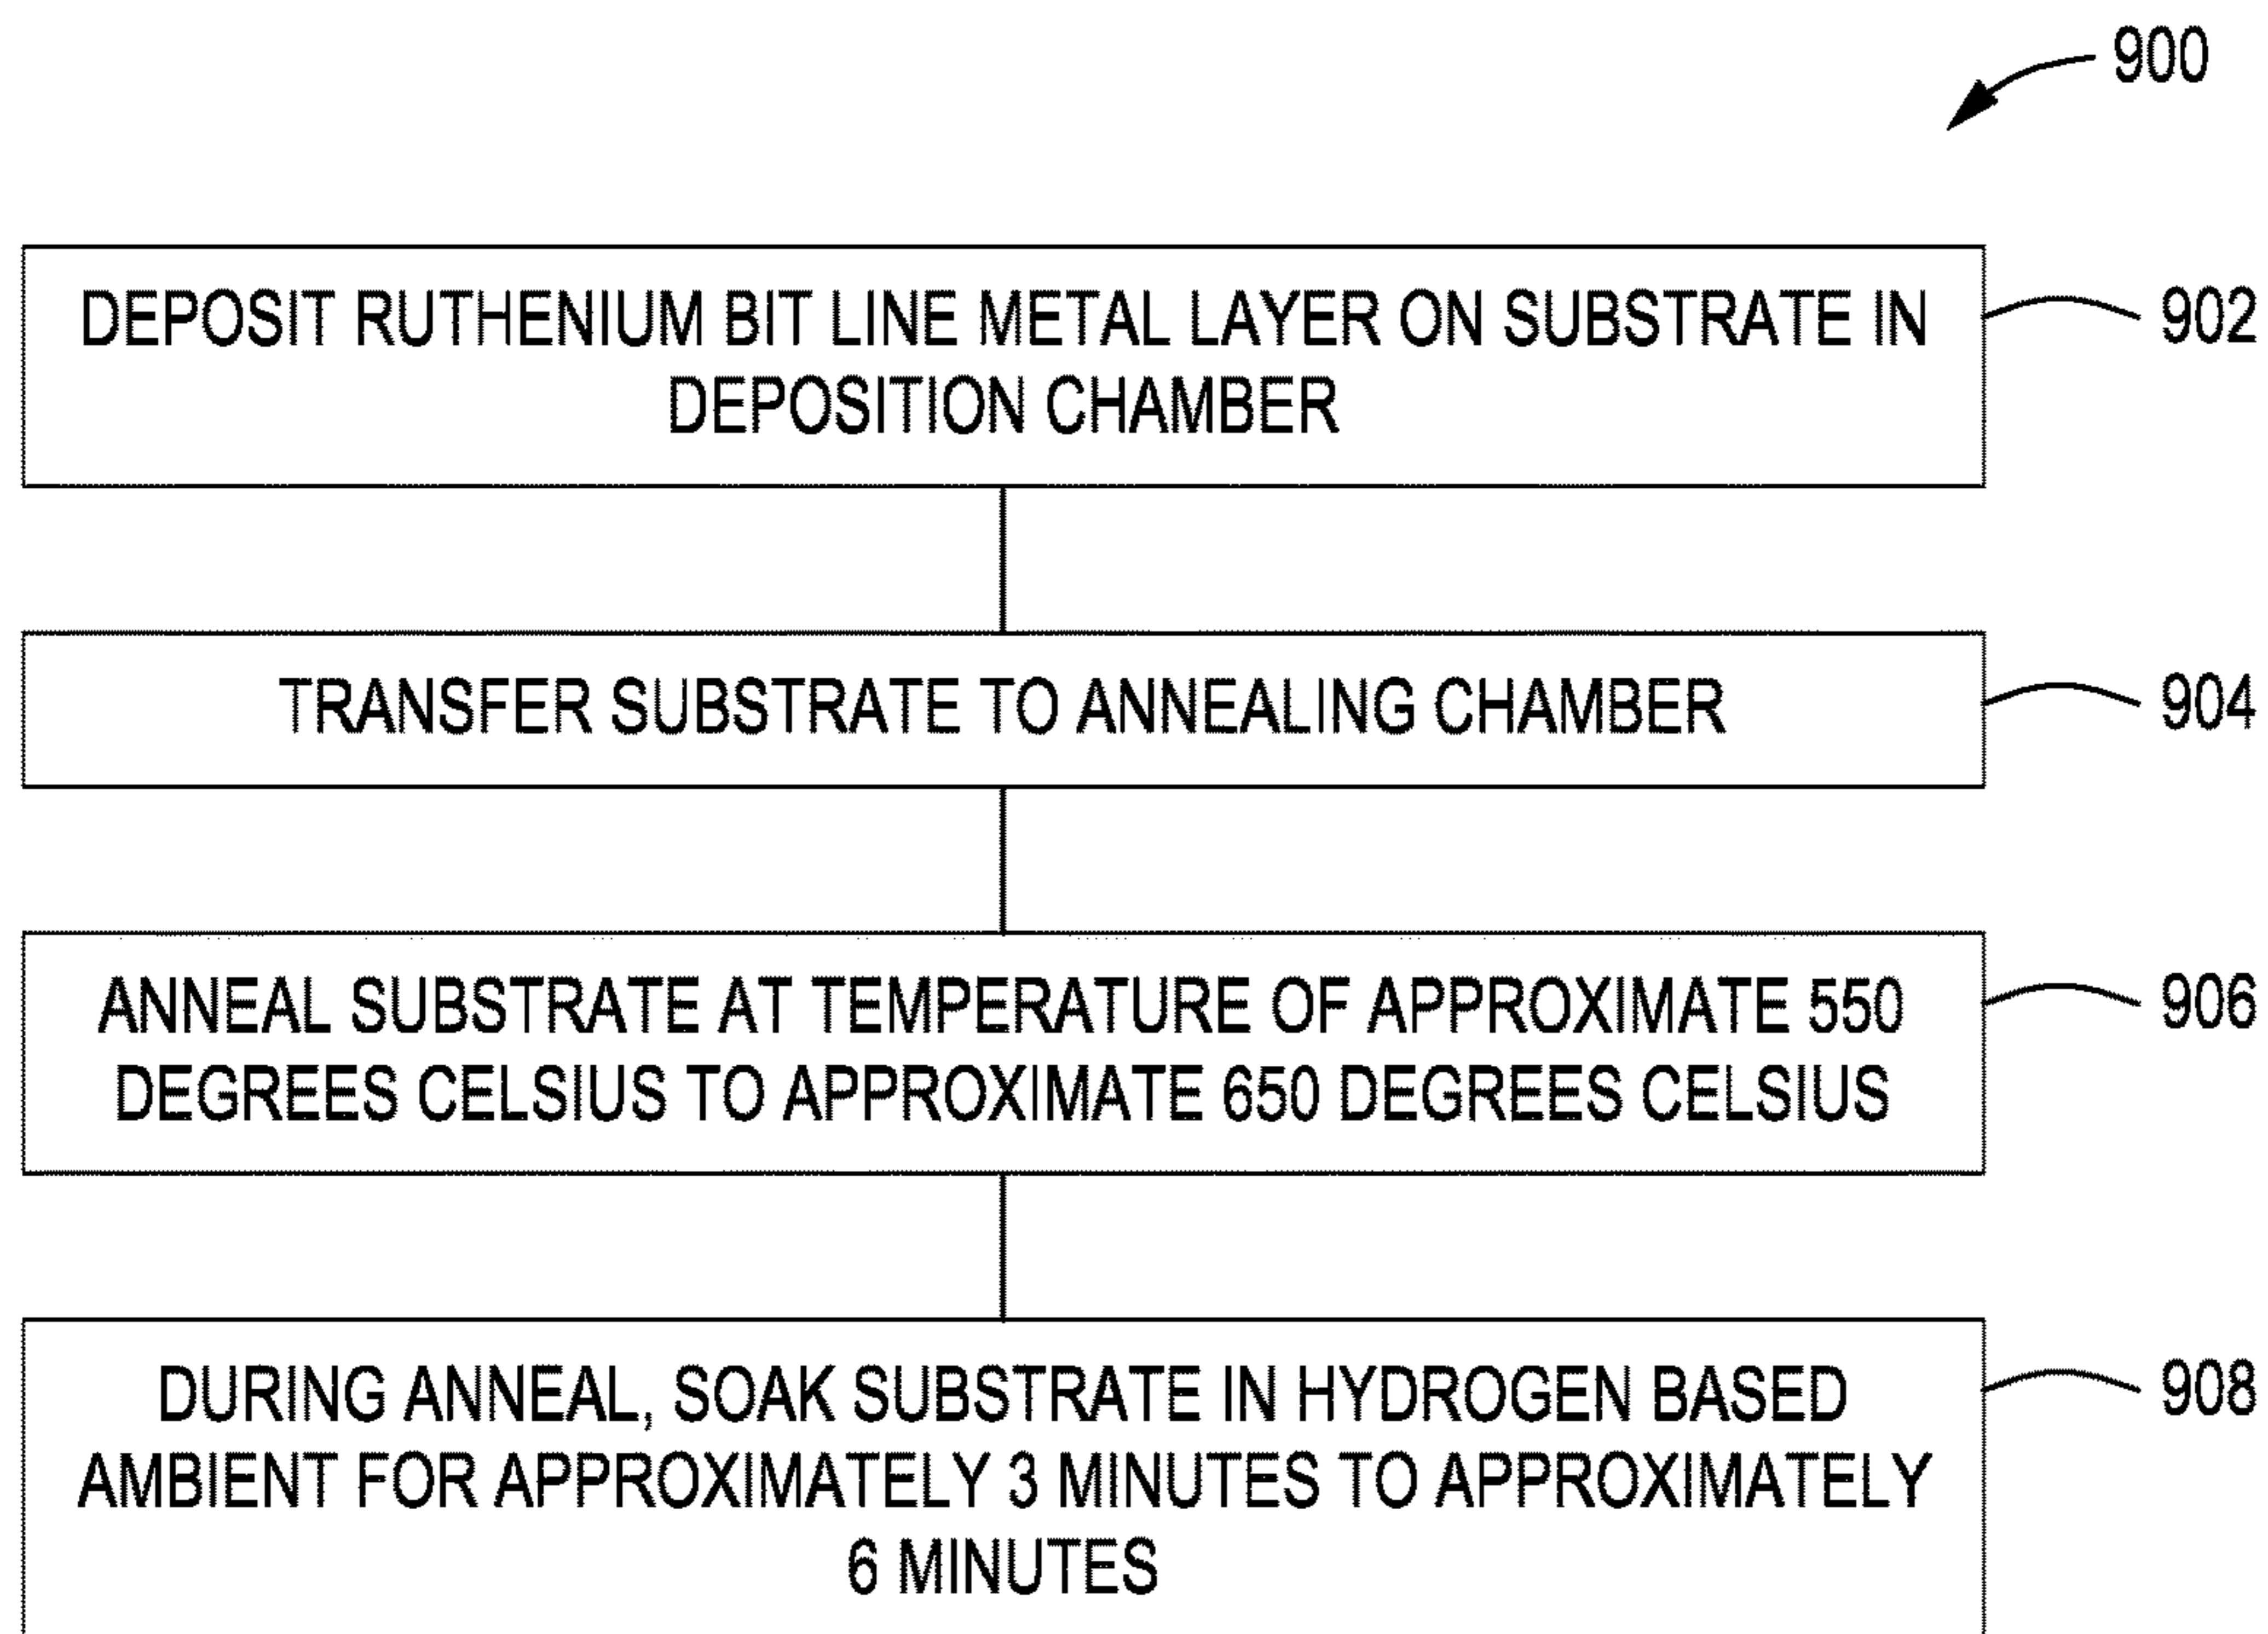 900
DEPOSIT RUTHENIUM BIT LINE METAL LAYER ON SUBSTRATE IN
DEPOSITION CHAMBER
902
TRANSFER SUBSTRATE TO ANNEALING CHAMBER
904
ANNEAL SUBSTRATE AT TEMPERATURE OF APPROXIMATE 550
DEGREES CELSIUS TO APPROXIMATE 650 DEGREES CELSIUS
906
DURING ANNEAL, SOAK SUBSTRATE IN HYDROGEN BASED
AMBIENT FOR APPROXIMATELY 3 MINUTES TO APPROXIMATELY
6 MINUTES
908